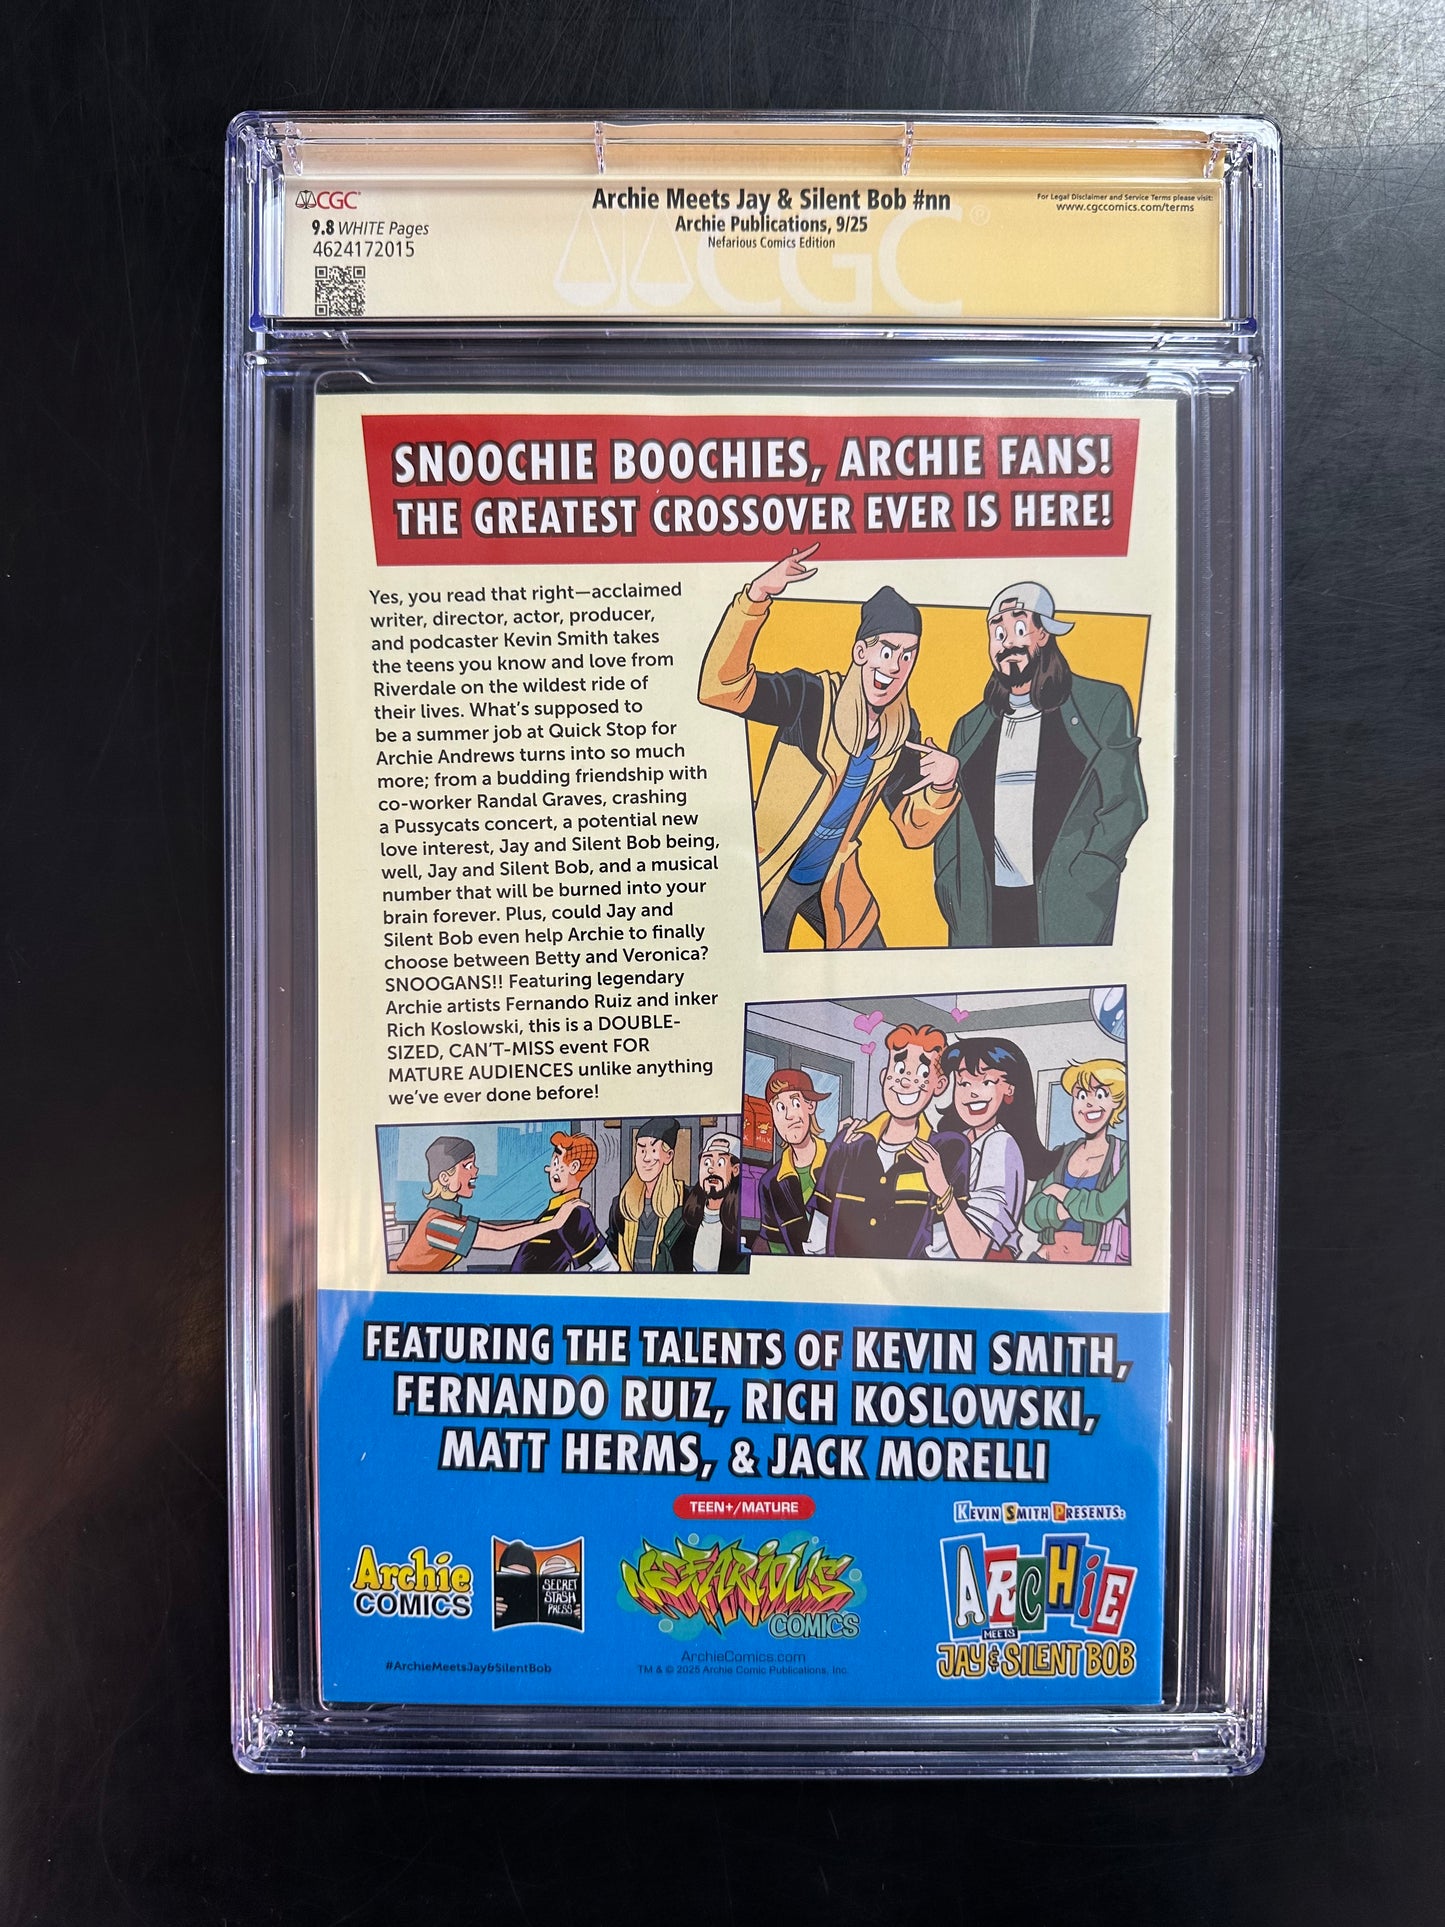 CGC
9.8 WHITE Pages
4624172015
Archie Meets Jay & Silent Bob #nn
Archie Publications, 9/25
Nefarious Comics Edition
For Legal Disclaimer and Service Terms please visit:
www.cgccomics.com/terms
CGC®
SNOOCHIE BOOCHIES, ARCHIE FANS!
THE GREATEST CROSSOVER EVER IS HERE!
Yes, you read that right—acclaimed
writer, director, actor, producer,
and podcaster Kevin Smith takes
the teens you know and love from
Riverdale on the wildest ride of
their lives. What's supposed to
be a summer job at Quick Stop for
Archie Andrews turns into so much
more; from a budding friendship with
co-worker Randal Graves, crashing
a Pussycats concert, a potential new
love interest, Jay and Silent Bob being,
well, Jay and Silent Bob, and a musical
number that will be burned into your
brain forever. Plus, could Jay and
Silent Bob even help Archie to finally
choose between Betty and Veronica?
SNOOGANS!! Featuring legendary
Archie artists Fernando Ruiz and inker
Rich Koslowski, this is a DOUBLE-
SIZED, CAN'T-MISS event FOR
MATURE AUDIENCES unlike anything
we've ever done before!
MILK
FEATURING THE TALENTS OF KEVIN SMITH,
FERNANDO RUIZ, RICH KOSLOWSKI,
MATT HERMS, & JACK MORELLI
TEEN+/MATURE
Archie
COMICS
SECRET
STASH
PRESS
NEFARIOUS
COMICS
KEVIN SMITH PRESENTS:
ARCHiE
MEETS
JAY & SILENT BOB
#ArchieMeetsJay&SilentBob
ArchieComics.com
TM & © 2025 Archie Comic Publications, Inc.